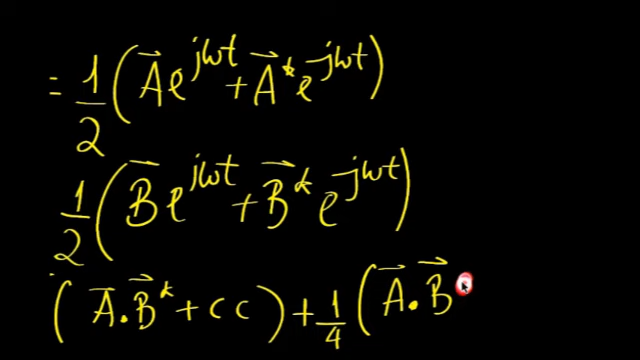 = 1/2 ( A⃗ e^{jωt} + A⃗* e^{-jωt} )
1/2 ( B⃗ e^{jωt} + B⃗* e^{-jωt} )
( A⃗ · B⃗* + CC ) + 1/4 ( A⃗ · B⃗